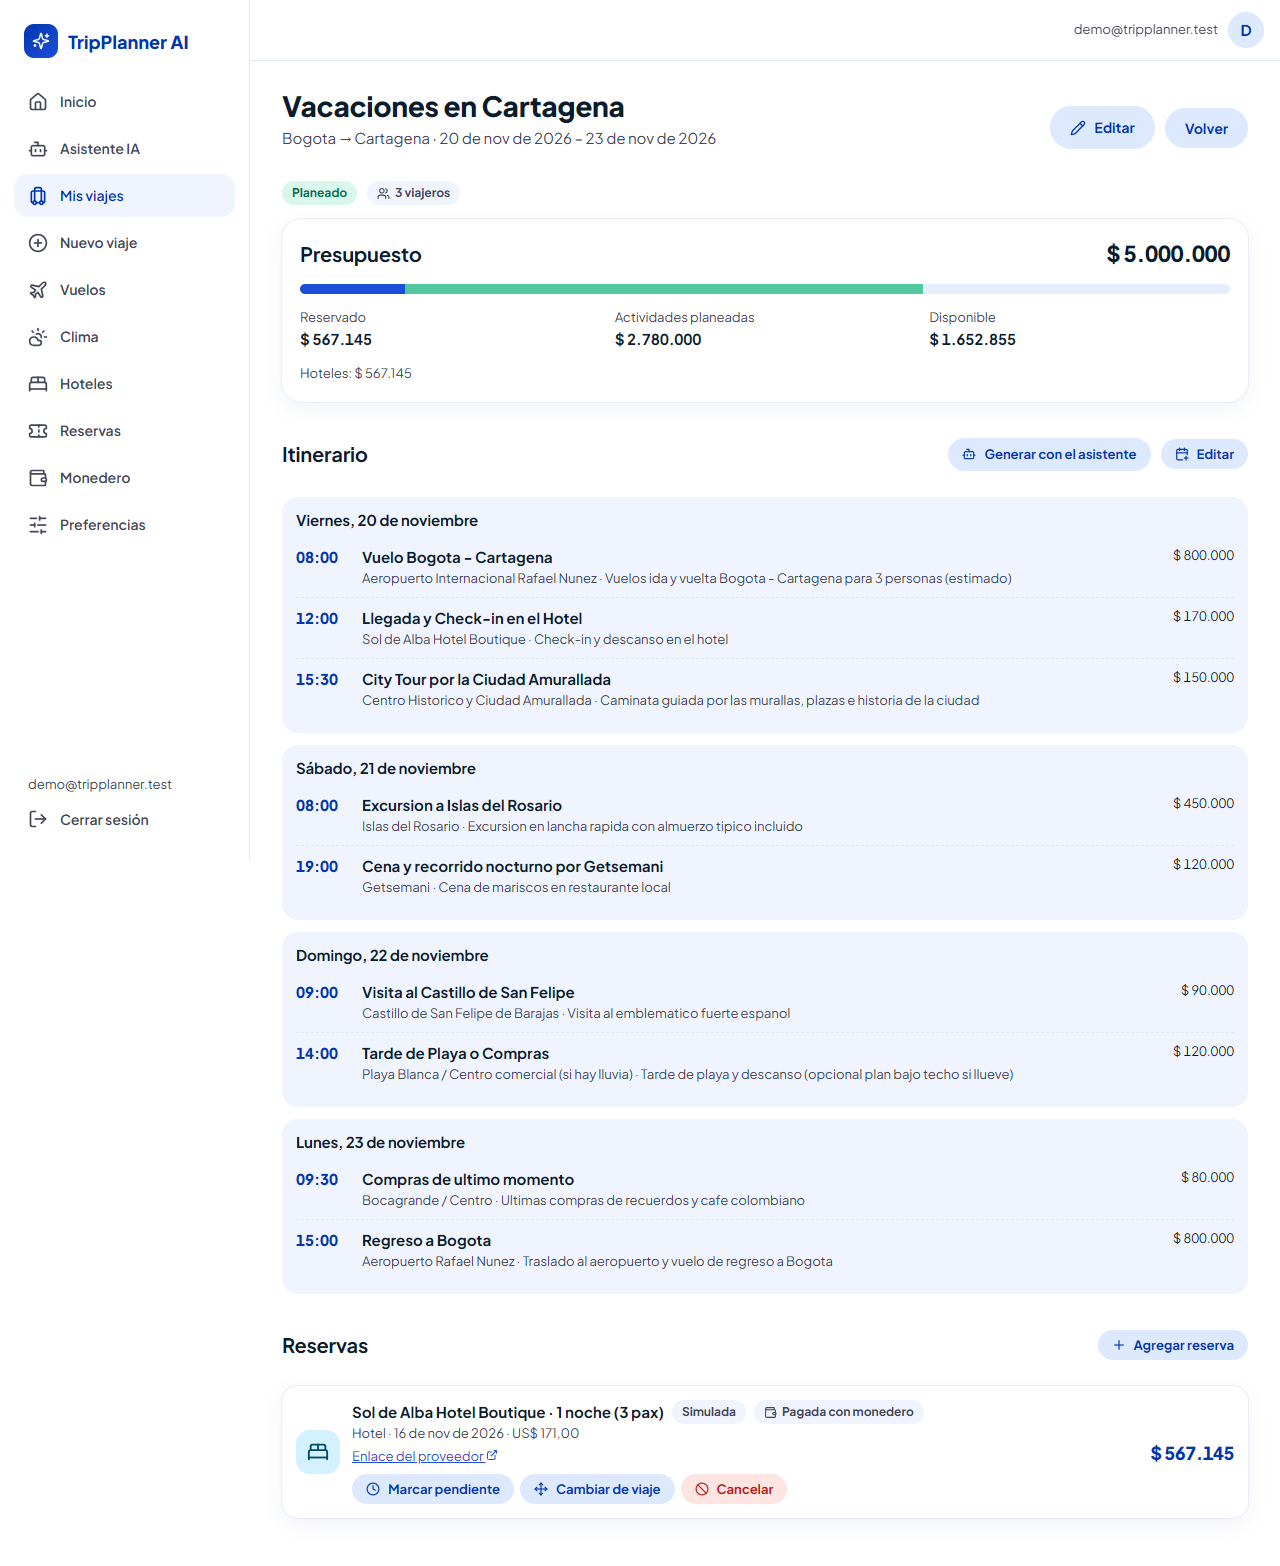 TripPlanner AI
Inicio
Asistente IA
Mis viajes
Nuevo viaje
Vuelos
Clima
Hoteles
Reservas
Monedero
Preferencias
demo@tripplanner.test
Cerrar sesión
demo@tripplanner.test D
Vacaciones en Cartagena
Bogota → Cartagena · 20 de nov de 2026 – 23 de nov de 2026
Editar
Volver
Planeado
3 viajeros
Presupuesto
$ 5.000.000
Reservado
$ 567.145
Actividades planeadas
$ 2.780.000
Disponible
$ 1.652.855
Hoteles: $ 567.145
Itinerario
Generar con el asistente
Editar
Viernes, 20 de noviembre
08:00 Vuelo Bogota - Cartagena $ 800.000
Aeropuerto Internacional Rafael Nunez · Vuelos ida y vuelta Bogota - Cartagena para 3 personas (estimado)
12:00 Llegada y Check-in en el Hotel $ 170.000
Sol de Alba Hotel Boutique · Check-in y descanso en el hotel
15:30 City Tour por la Ciudad Amurallada $ 150.000
Centro Historico y Ciudad Amurallada · Caminata guiada por las murallas, plazas e historia de la ciudad
Sábado, 21 de noviembre
08:00 Excursion a Islas del Rosario $ 450.000
Islas del Rosario · Excursion en lancha rapida con almuerzo tipico incluido
19:00 Cena y recorrido nocturno por Getsemani $ 120.000
Getsemani · Cena de mariscos en restaurante local
Domingo, 22 de noviembre
09:00 Visita al Castillo de San Felipe $ 90.000
Castillo de San Felipe de Barajas · Visita al emblematico fuerte espanol
14:00 Tarde de Playa o Compras $ 120.000
Playa Blanca / Centro comercial (si hay lluvia) · Tarde de playa y descanso (opcional plan bajo techo si llueve)
Lunes, 23 de noviembre
09:30 Compras de ultimo momento $ 80.000
Bocagrande / Centro · Ultimas compras de recuerdos y cafe colombiano
15:00 Regreso a Bogota $ 800.000
Aeropuerto Rafael Nunez · Traslado al aeropuerto y vuelo de regreso a Bogota
Reservas
Agregar reserva
Sol de Alba Hotel Boutique · 1 noche (3 pax) Simulada Pagada con monedero
Hotel · 16 de nov de 2026 · US$ 171,00
Enlace del proveedor
$ 567.145
Marcar pendiente
Cambiar de viaje
Cancelar